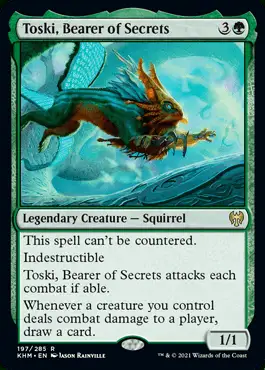 Toski, Bearer of Secrets 3
Legendary Creature — Squirrel
This spell can't be countered.
Indestructible
Toski, Bearer of Secrets attacks each
combat if able.
Whenever a creature you control
deals combat damage to a player,
draw a card.
1/1
197/285 R
KHM • EN Jason Rainville
™ & © 2021 Wizards of the Coast